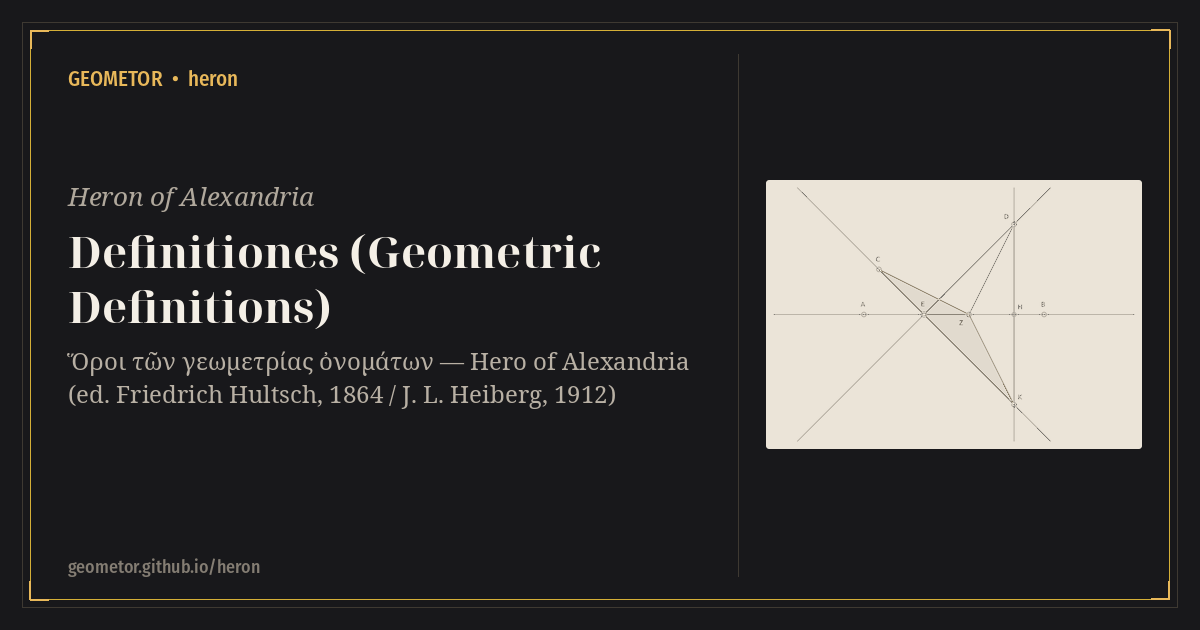 GEOMETOR • heron
Heron of Alexandria
Definitiones (Geometric
Definitions)
Ὅροι τῶν γεωμετρίας ὀνομάτων — Hero of Alexandria
(ed. Friedrich Hultsch, 1864 / J. L. Heiberg, 1912)
D
C
A
E
H
B
Z
K
geometor.github.io/heron